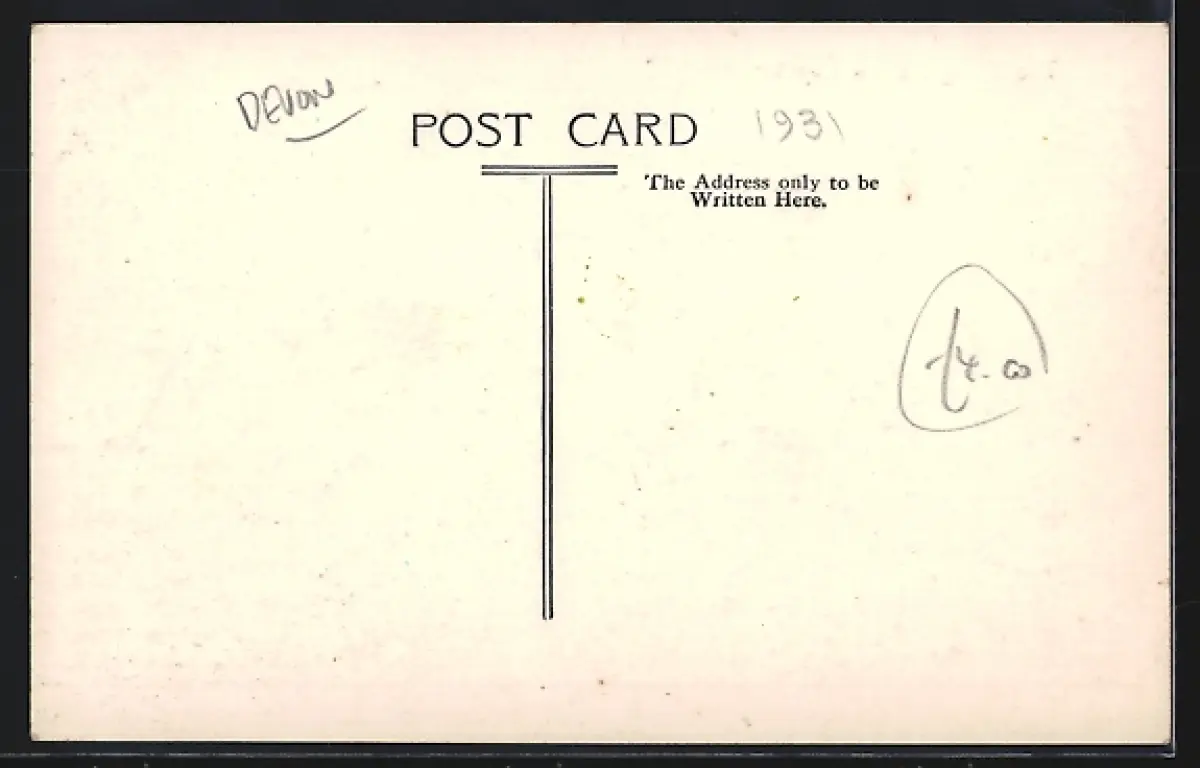 DEVON
POST CARD 1931
The Address only to be
Written Here.